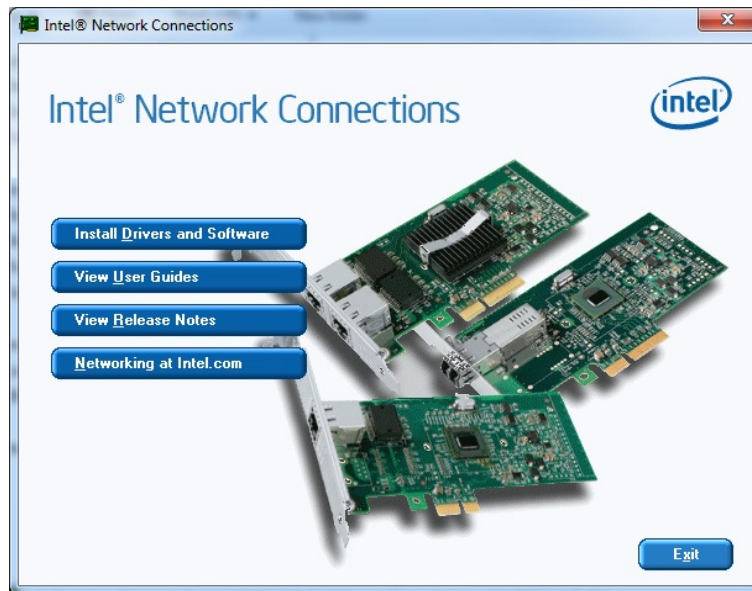 Intel® Network Connections
Intel® Network Connections
intel
Install Drivers and Software
View User Guides
View Release Notes
Networking at Intel.com
Exit